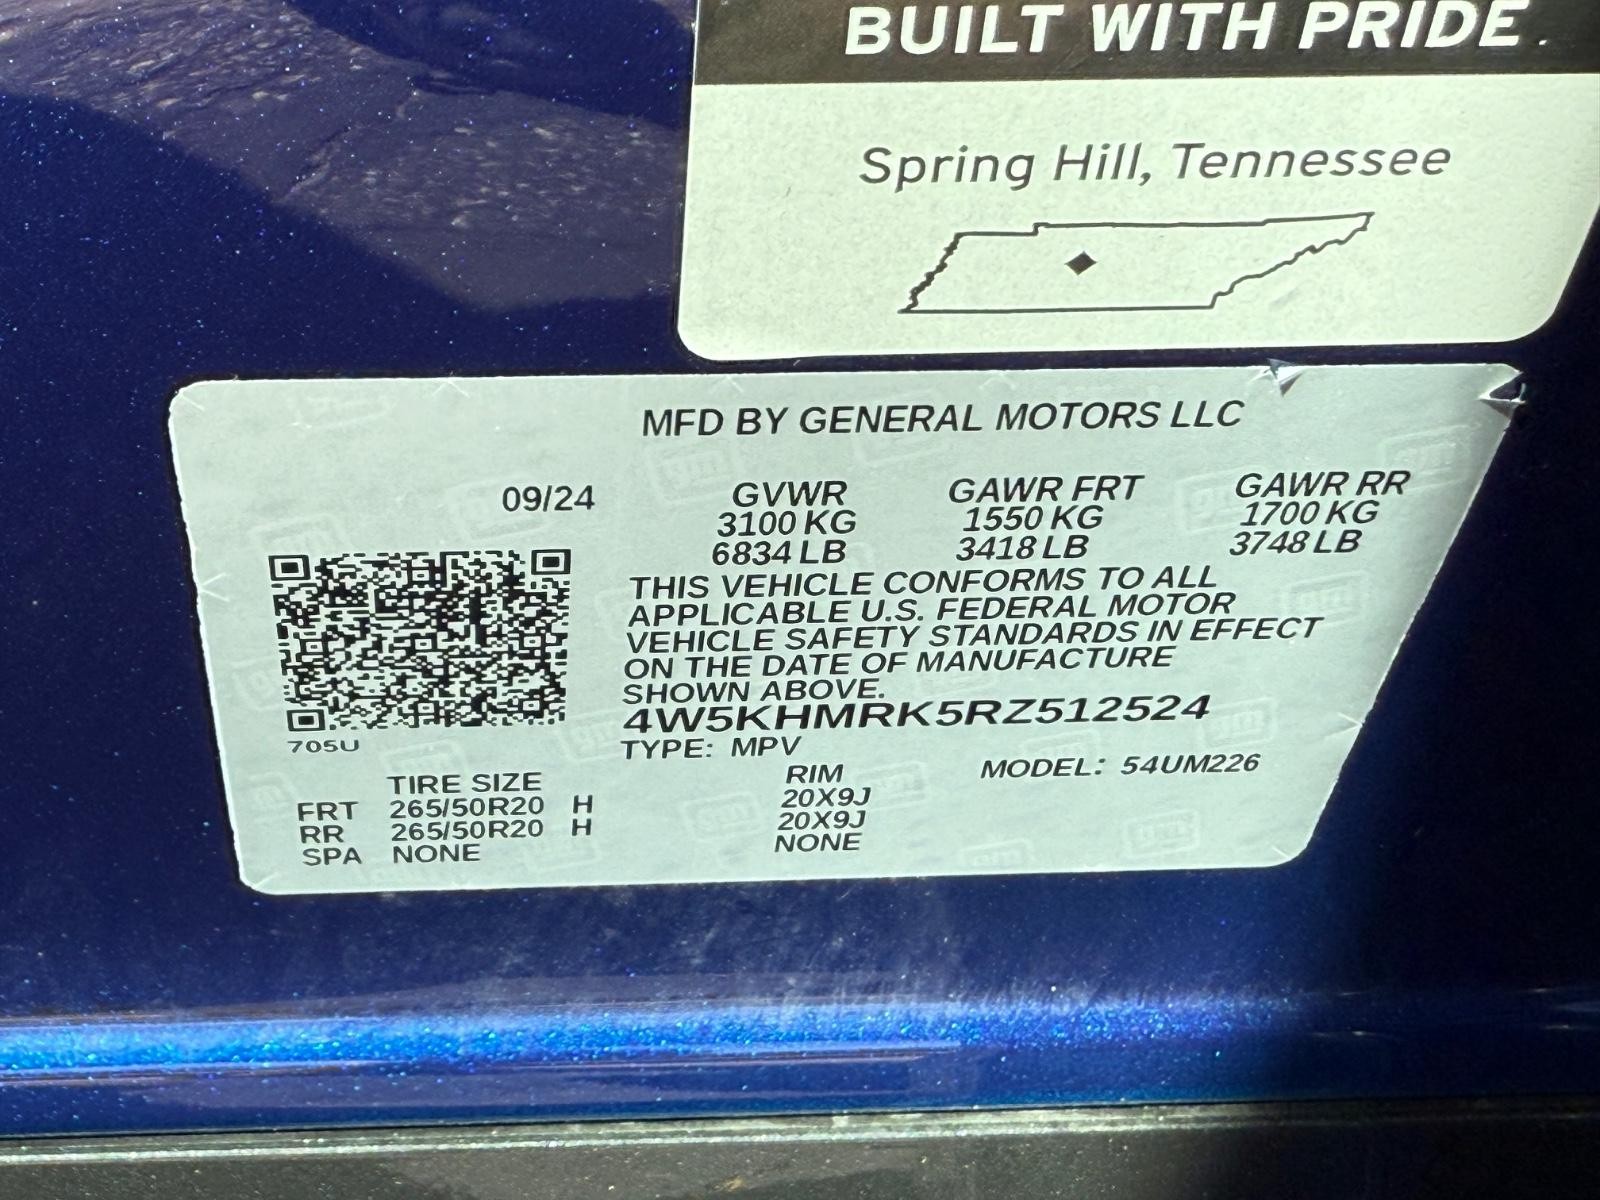 BUILT WITH PRIDE.
Spring Hill, Tennessee
MFD BY GENERAL MOTORS LLC
09/24 GVWR GAWR FRT GAWR RR
3100 KG 1550 KG 1700 KG
6834 LB 3418 LB 3748 LB
THIS VEHICLE CONFORMS TO ALL
APPLICABLE U.S. FEDERAL MOTOR
VEHICLE SAFETY STANDARDS IN EFFECT
ON THE DATE OF MANUFACTURE
SHOWN ABOVE.
4W5KHMRK5RZ512524
705U
TYPE: MPV
MODEL: 54UM226
TIRE SIZE RIM
FRT 265/50R20 H 20X9J
RR 265/50R20 H 20X9J
SPA NONE NONE